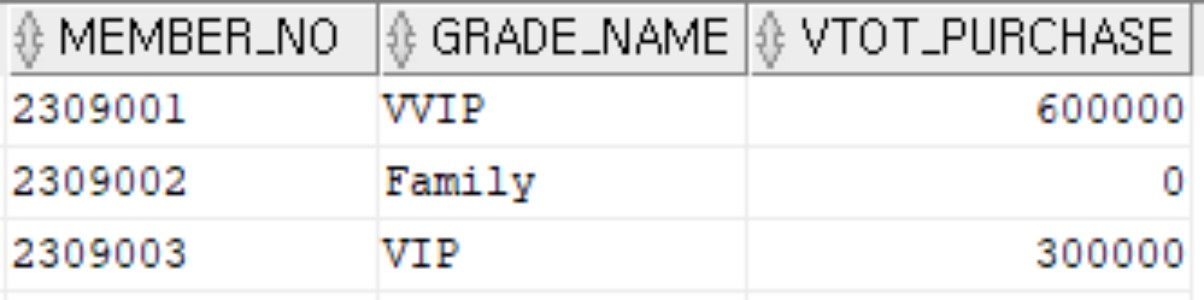 MEMBER_NO GRADE_NAME VTOT_PURCHASE
2309001 VVIP 600000
2309002 Family 0
2309003 VIP 300000